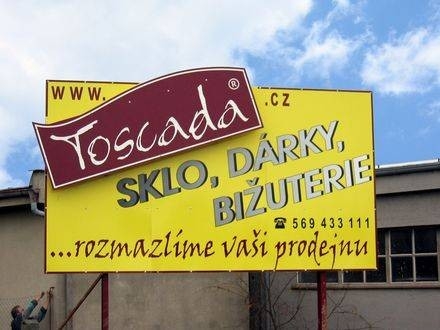 www. Toscada® .cz
SKLO, DÁRKY,
BIŽUTERIE
☎ 569 433 111
...rozmazlíme vaši prodejnu